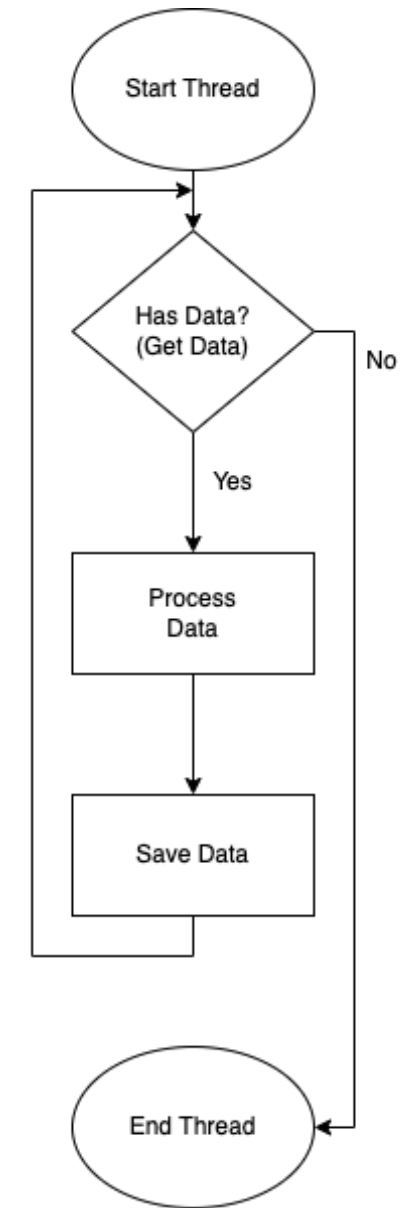 Start Thread
Has Data?
(Get Data)
No
Yes
Process
Data
Save Data
End Thread